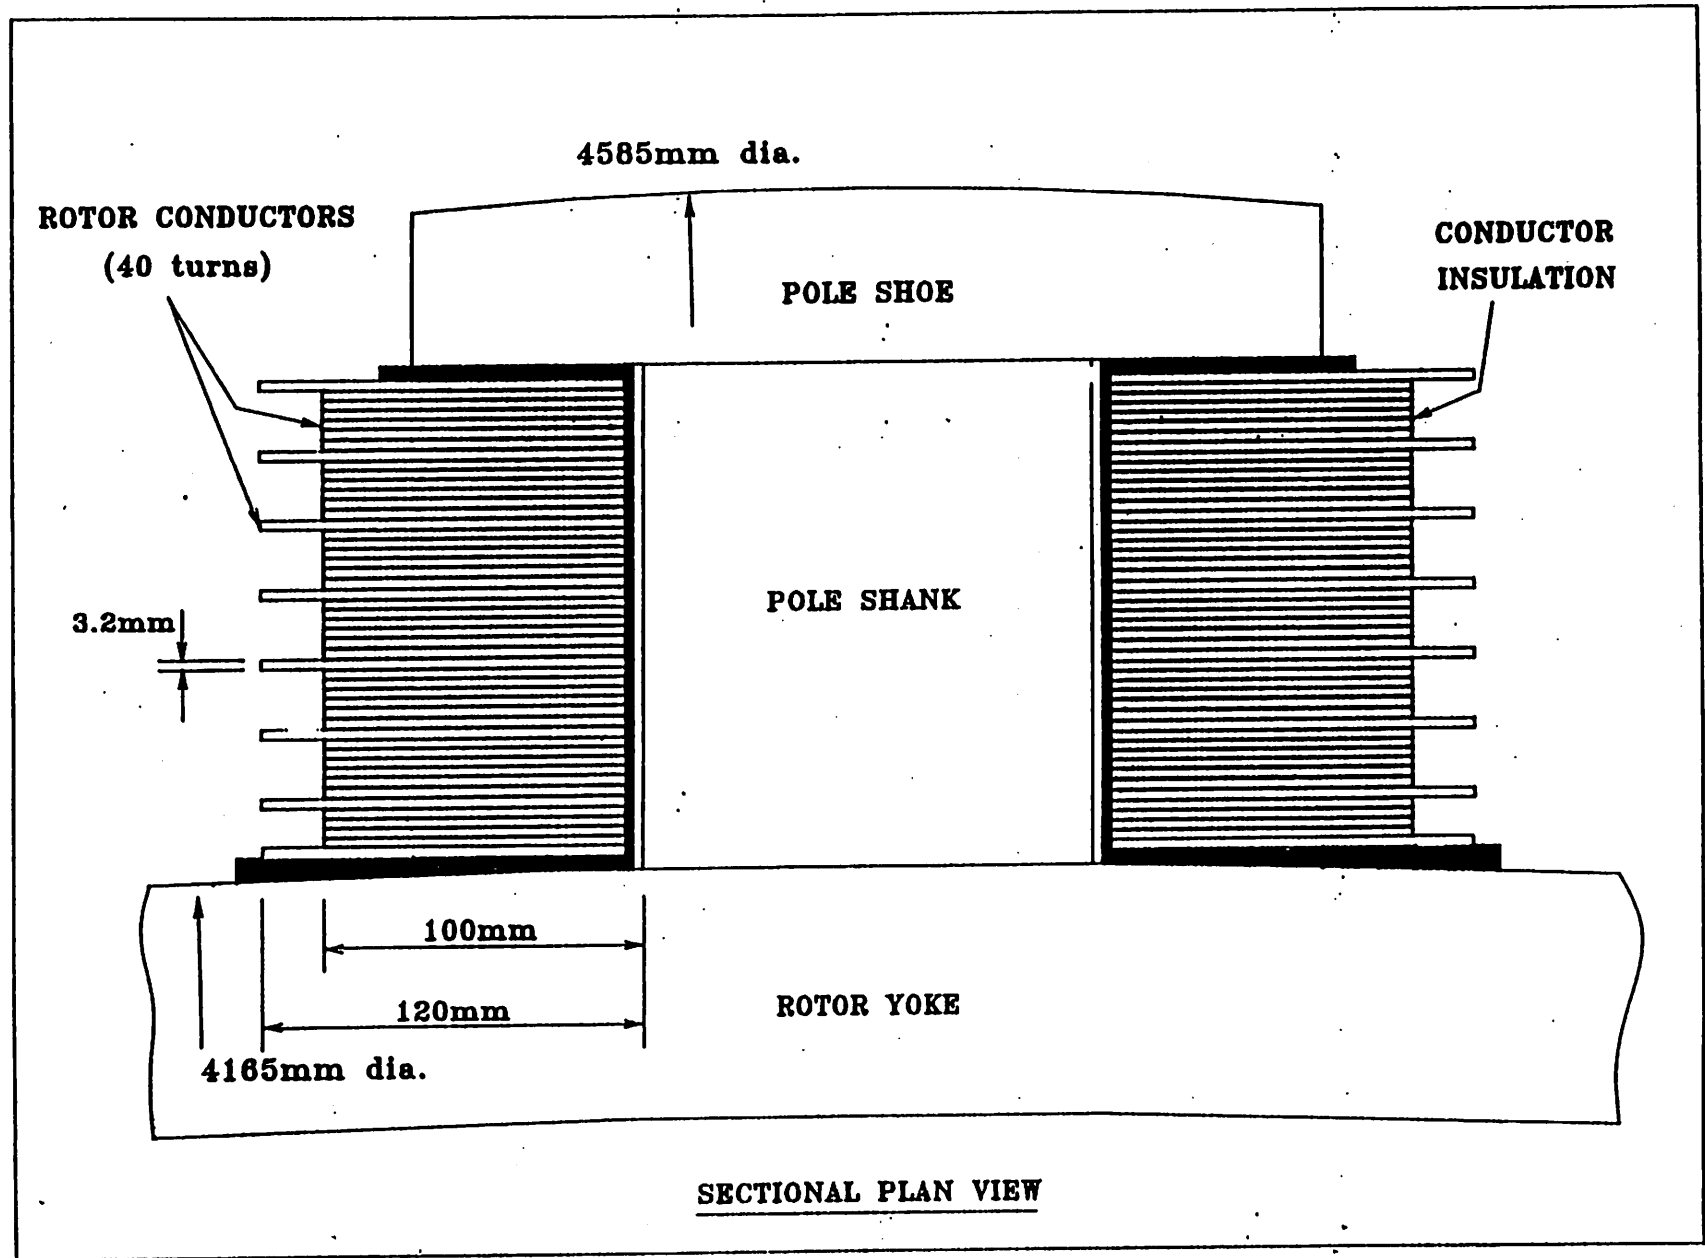 4585mm dia.
ROTOR CONDUCTORS
(40 turns)
CONDUCTOR
INSULATION
POLE SHOE
POLE SHANK
3.2mm
100mm
120mm
ROTOR YOKE
4165mm dia.
SECTIONAL PLAN VIEW